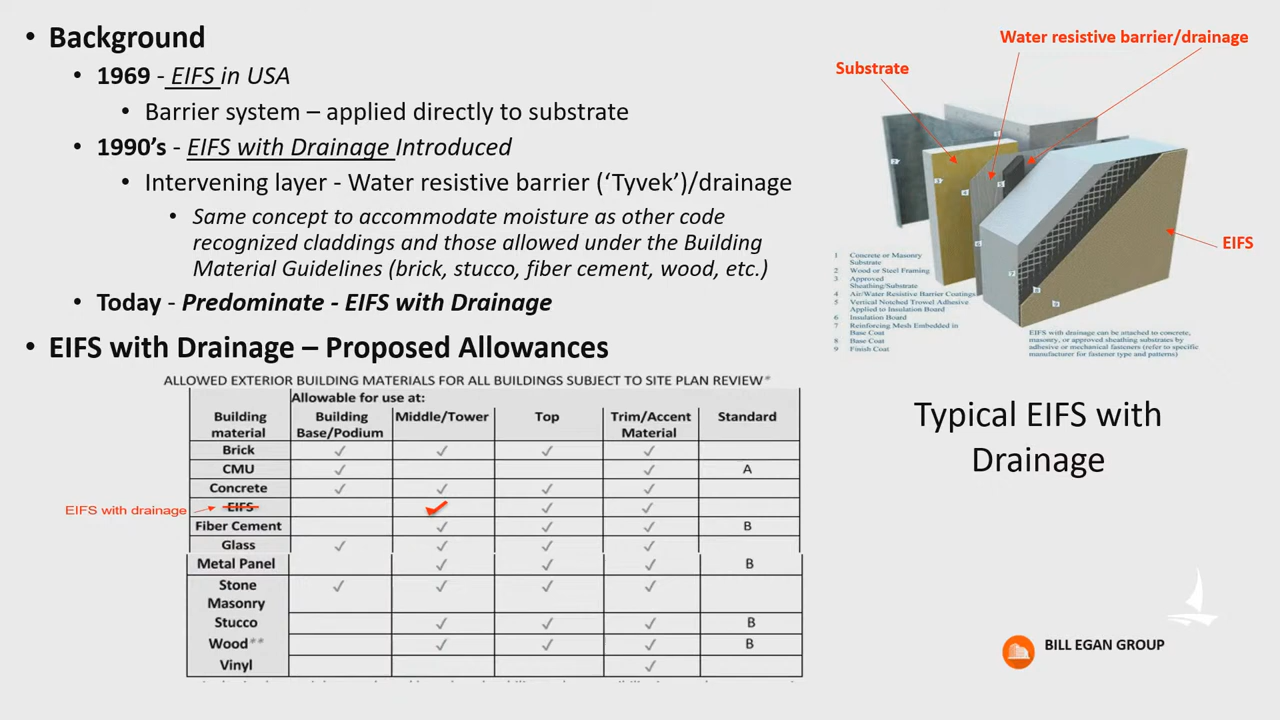 • Background
• 1969 - EIFS in USA
• Barrier system – applied directly to substrate
• 1990’s - EIFS with Drainage Introduced
• Intervening layer - Water resistive barrier (‘Tyvek’)/drainage
• Same concept to accommodate moisture as other code
recognized claddings and those allowed under the Building
Material Guidelines (brick, stucco, fiber cement, wood, etc.)
• Today - Predominate - EIFS with Drainage
• EIFS with Drainage – Proposed Allowances
ALLOWED EXTERIOR BUILDING MATERIALS FOR ALL BUILDINGS SUBJECT TO SITE PLAN REVIEW*
Allowable for use at:
Building material | Building Base/Podium | Middle/Tower | Top | Trim/Accent Material | Standard
Brick ✓ ✓ ✓ ✓
CMU ✓ ✓ A
Concrete ✓ ✓ ✓ ✓
EIFS with drainage EIFS ✓ ✓ ✓
Fiber Cement ✓ ✓ ✓ B
Glass ✓ ✓ ✓ ✓
Metal Panel ✓ ✓ ✓ B
Stone Masonry ✓ ✓ ✓ ✓
Stucco ✓ ✓ ✓ B
Wood** ✓ ✓ ✓ B
Vinyl ✓
Water resistive barrier/drainage
Substrate
EIFS
1 Concrete or Masonry
Substrate
2 Wood or Steel Framing
3 Approved
Sheathing/Substrate
4 Air/Water Resistive Barrier Coatings
5 Vertical Notched Trowel Adhesive
Applied to Insulation Board
6 Insulation Board
7 Reinforcing Mesh Embedded in
Base Coat
8 Base Coat
9 Finish Coat
EIFS with drainage can be attached to concrete,
masonry, or approved sheathing substrates by
adhesive or mechanical fasteners (refer to specific
manufacturer for fastener type and patterns)
Typical EIFS with
Drainage
BILL EGAN GROUP